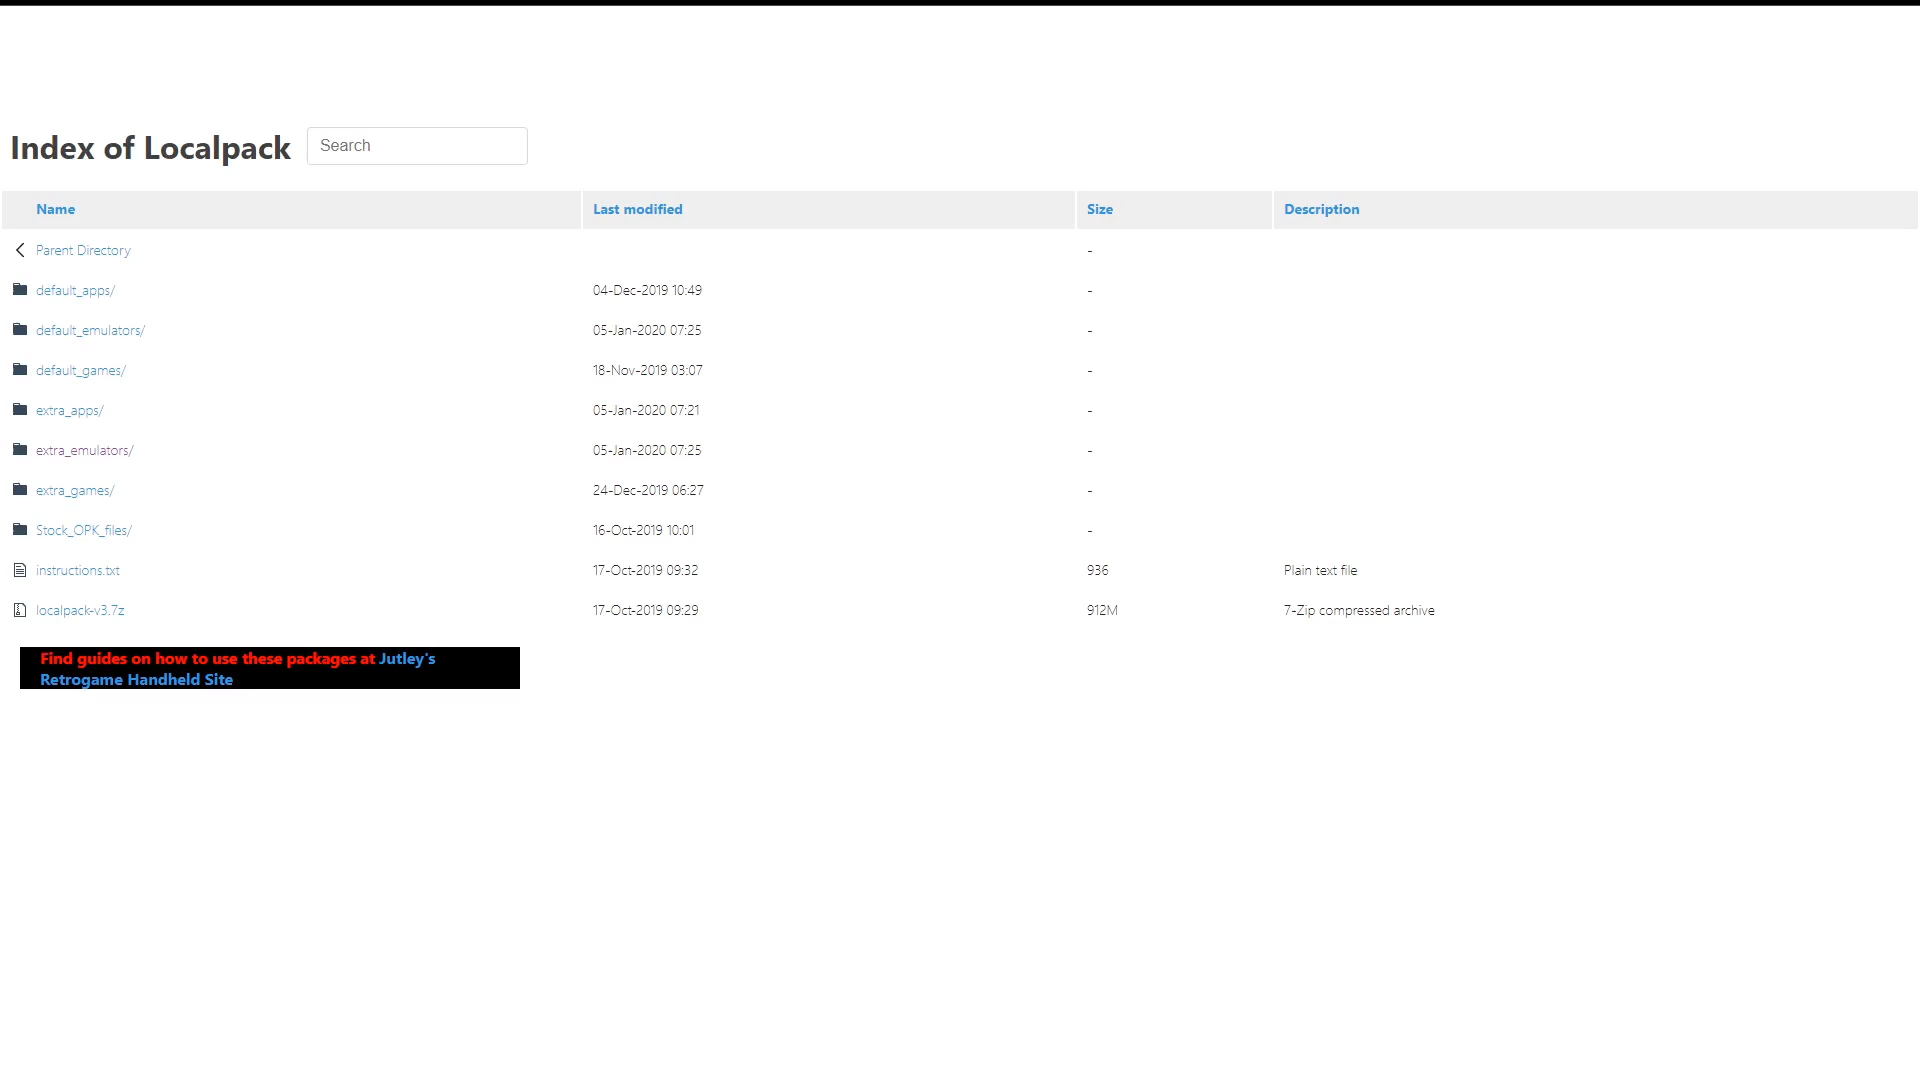 Index of Localpack Search
Name Last modified Size Description
Parent Directory -
default_apps/ 04-Dec-2019 10:49 -
default_emulators/ 05-Jan-2020 07:25 -
default_games/ 18-Nov-2019 03:07 -
extra_apps/ 05-Jan-2020 07:21 -
extra_emulators/ 05-Jan-2020 07:25 -
extra_games/ 24-Dec-2019 06:27 -
Stock_OPK_files/ 16-Oct-2019 10:01 -
instructions.txt 17-Oct-2019 09:32 936 Plain text file
localpack-v3.7z 17-Oct-2019 09:29 912M 7-Zip compressed archive
Find guides on how to use these packages at Jutley's
Retrogame Handheld Site